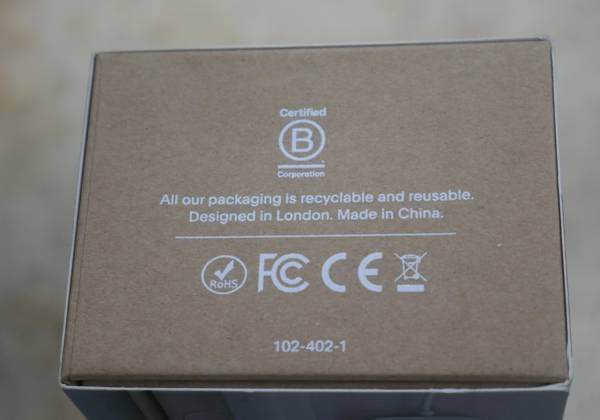 Certified
B
Corporation
All our packaging is recyclable and reusable.
Designed in London. Made in China.
RoHS FC CE
102-402-1